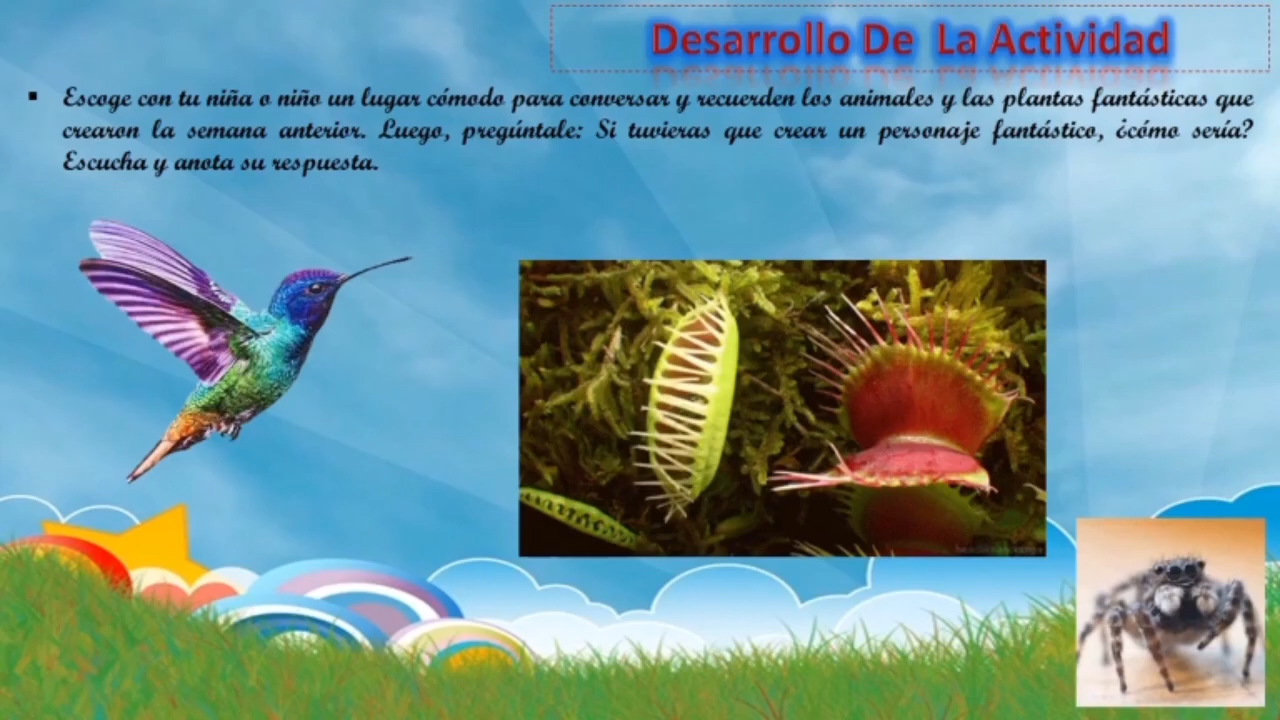 Desarrollo De La Actividad
▪ Escoge con tu niña o niño un lugar cómodo para conversar y recuerden los animales y las plantas fantásticas que
crearon la semana anterior. Luego, pregúntale: Si tuvieras que crear un personaje fantástico, ¿cómo sería?
Escucha y anota su respuesta.